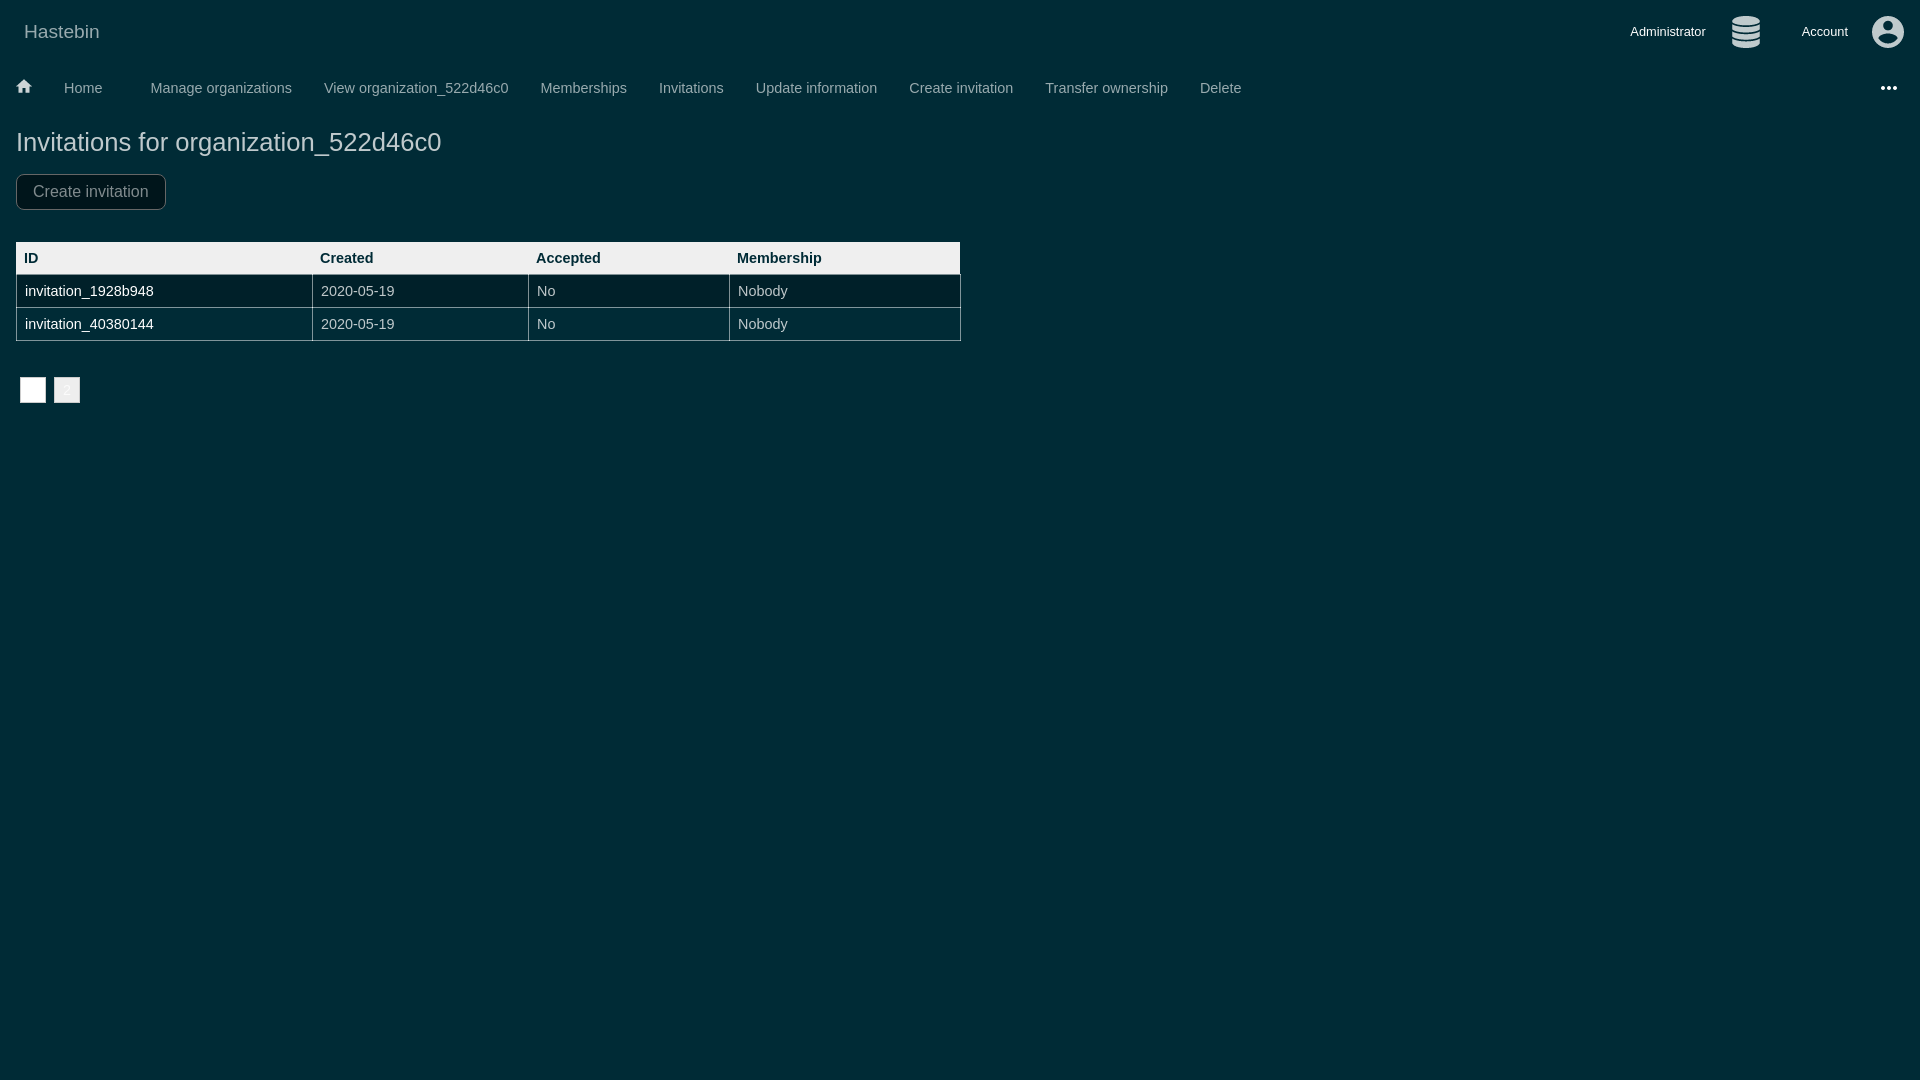 Hastebin
Administrator
Account
Home
Manage organizations
View organization_522d46c0
Memberships
Invitations
Update information
Create invitation
Transfer ownership
Delete
Invitations for organization_522d46c0
Create invitation
ID Created Accepted Membership
invitation_1928b948 2020-05-19 No Nobody
invitation_40380144 2020-05-19 No Nobody
2